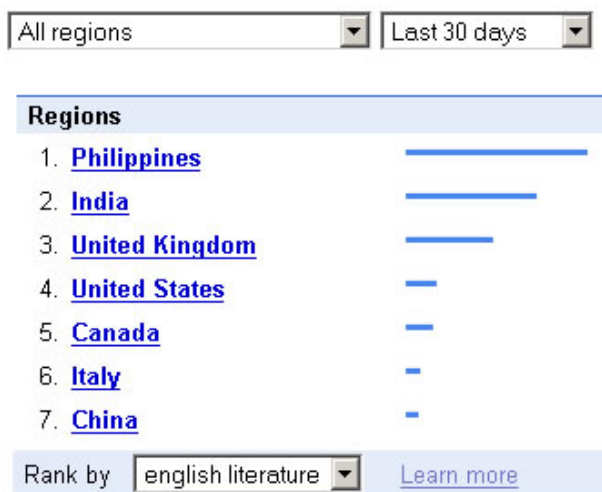 All regions Last 30 days
Regions
1. Philippines
2. India
3. United Kingdom
4. United States
5. Canada
6. Italy
7. China
Rank by english literature Learn more